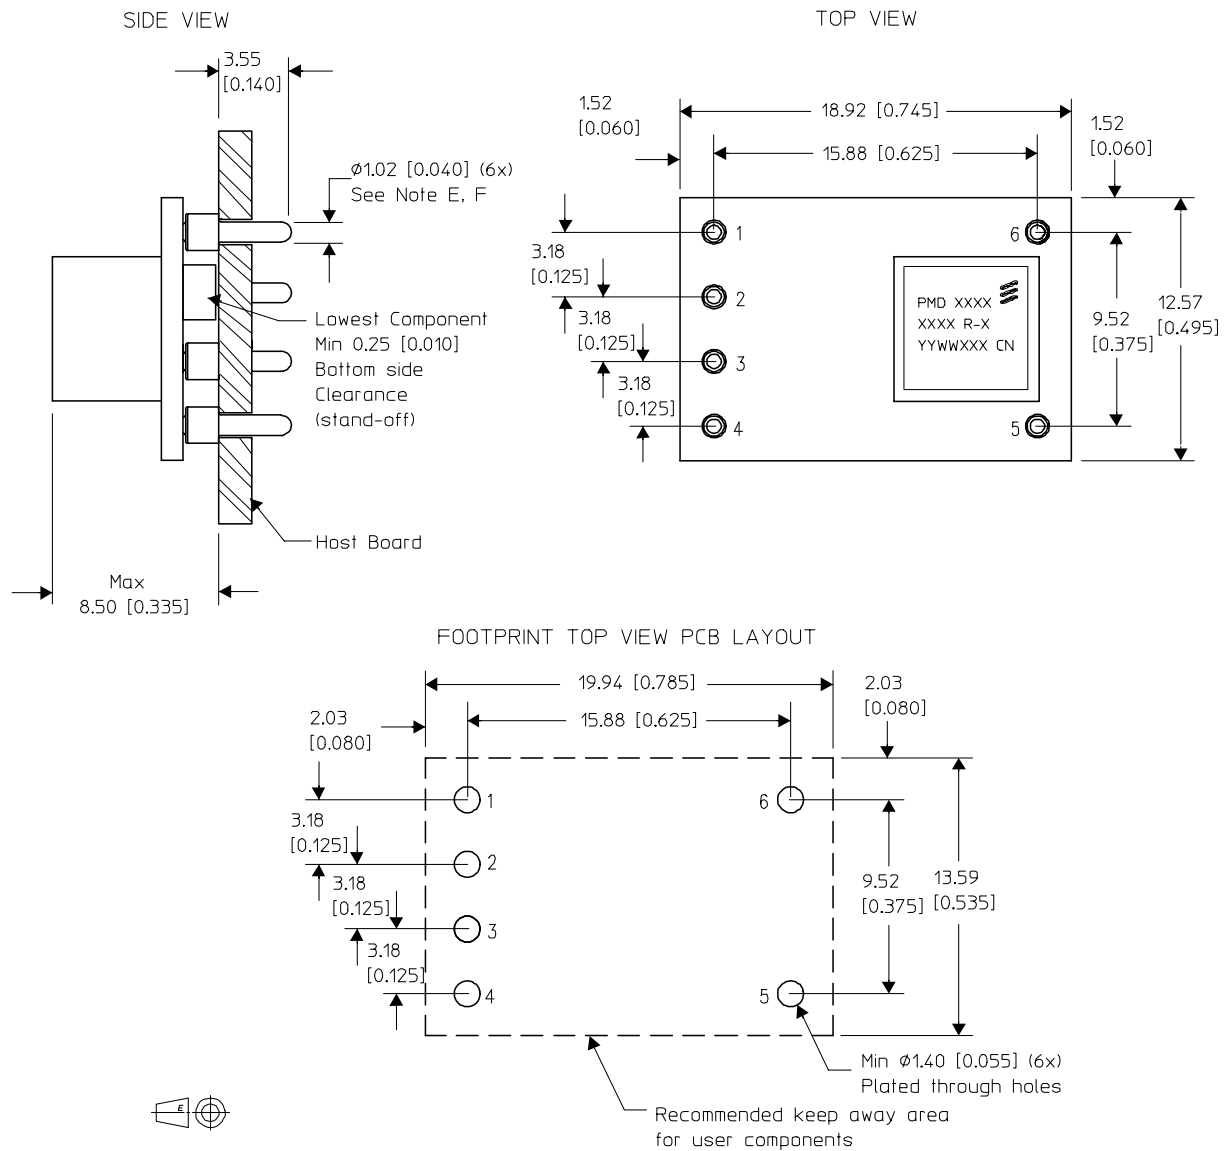 SIDE VIEW
TOP VIEW
3.55
[0.140]
Ø1.02 [0.040] (6x)
See Note E, F
Lowest Component
Min 0.25 [0.010]
Bottom side
Clearance
(stand-off)
Host Board
Max
8.50 [0.335]
1.52
[0.060]
18.92 [0.745]
15.88 [0.625]
1.52
[0.060]
1
2
3
4
6
5
3.18
[0.125]
3.18
[0.125]
3.18
[0.125]
PMD XXXX
XXXX R-X
YYWWXXX CN
9.52
[0.375]
12.57
[0.495]
FOOTPRINT TOP VIEW PCB LAYOUT
19.94 [0.785]
15.88 [0.625]
2.03
[0.080]
2.03
[0.080]
1
2
3
4
6
5
3.18
[0.125]
3.18
[0.125]
3.18
[0.125]
9.52
[0.375]
13.59
[0.535]
Min Ø1.40 [0.055] (6x)
Plated through holes
Recommended keep away area
for user components
E